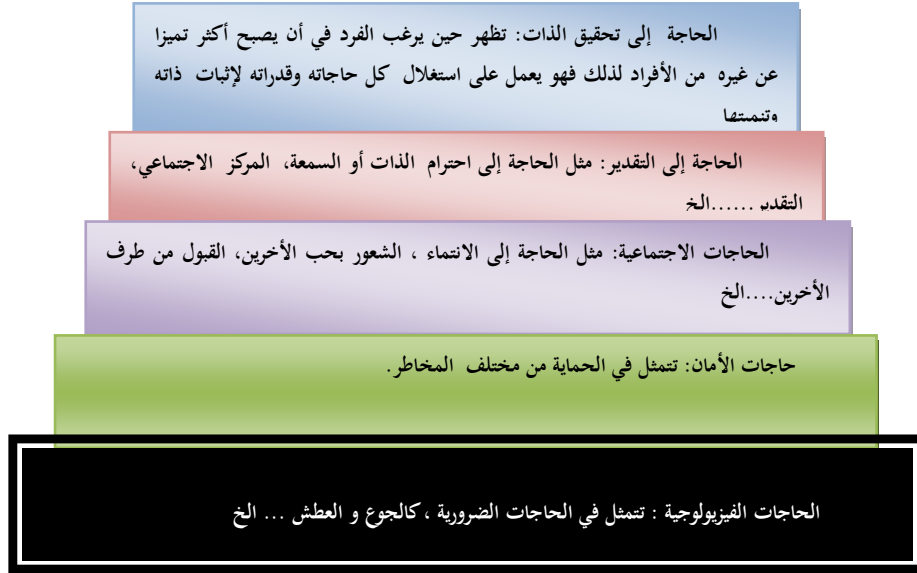 الحاجة إلى تحقيق الذات: تظهر حين يرغب الفرد في أن يصبح أكثر تميزا
عن غيره من الأفراد لذلك فهو يعمل على استغلال كل حاجاته وقدراته لإثبات ذاته
وتنميتها
الحاجة إلى التقدير: مثل الحاجة إلى احترام الذات أو السمعة، المركز الاجتماعي،
التقدير ......الخ
الحاجات الاجتماعية: مثل الحاجة إلى الانتماء ، الشعور بحب الأخرين، القبول من طرف
الأخرين....الخ
حاجات الأمان: تتمثل في الحماية من مختلف المخاطر.
الحاجات الفيزيولوجية : تتمثل في الحاجات الضرورية ، كالجوع و العطش ... الخ